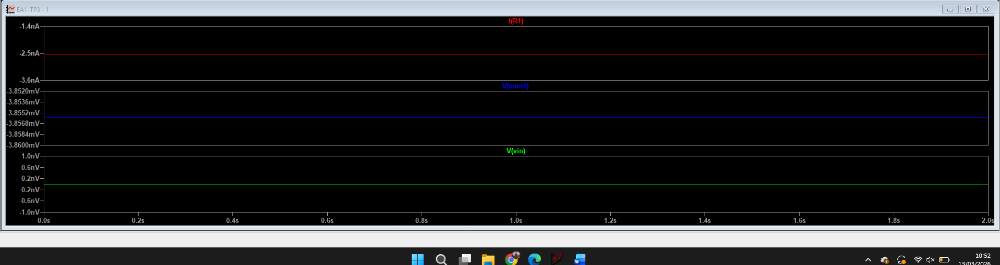 EA1-TP3 - 1
I(R1)
-1.4nA
-2.5nA
-3.6nA
V(vout1)
-3.8520mV
-3.8536mV
-3.8552mV
-3.8568mV
-3.8584mV
-3.8600mV
V(vin)
1.0nV
0.6nV
0.2nV
-0.2nV
-0.6nV
-1.0nV
0.0s 0.2s 0.4s 0.6s 0.8s 1.0s 1.2s 1.4s 1.6s 1.8s 2.0s
10:52
13/03/2026